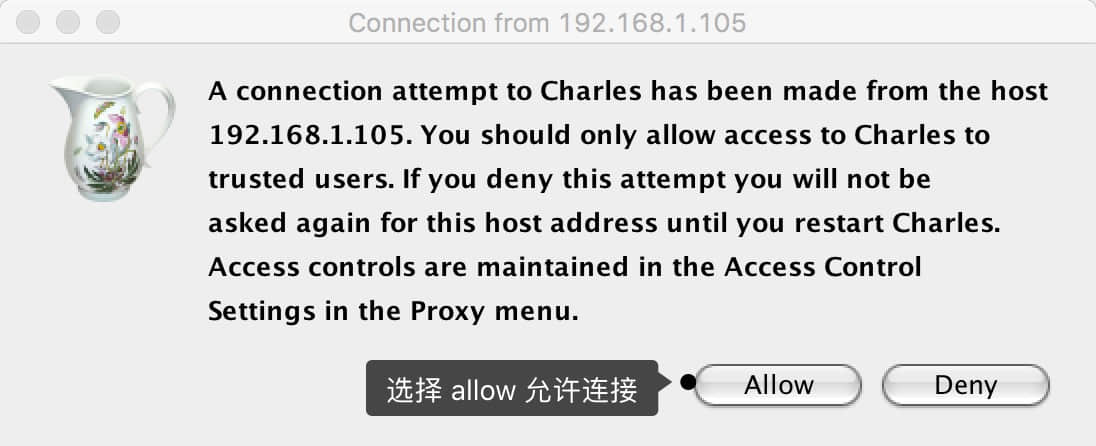 Connection from 192.168.1.105
A connection attempt to Charles has been made from the host
192.168.1.105. You should only allow access to Charles to
trusted users. If you deny this attempt you will not be
asked again for this host address until you restart Charles.
Access controls are maintained in the Access Control
Settings in the Proxy menu.
选择 allow 允许连接
Allow
Deny